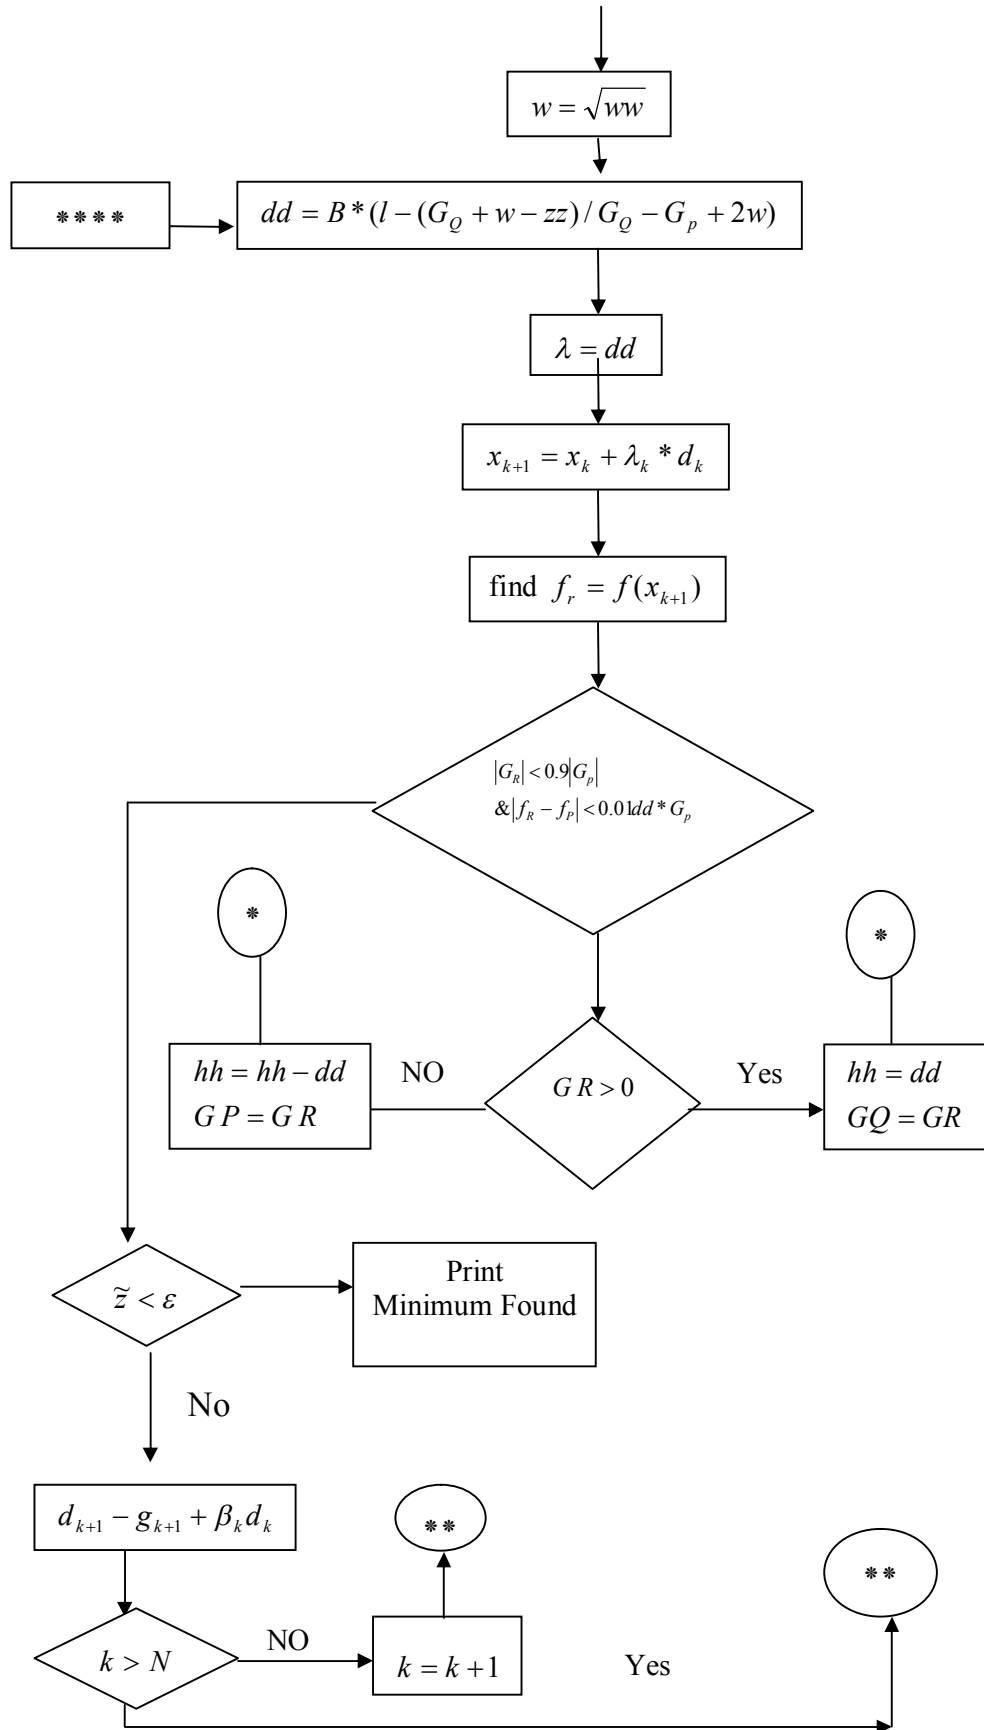 w = √ww
****
dd = B * (l − (G_Q + w − zz) / G_Q − G_p + 2w)
λ = dd
x_{k+1} = x_k + λ_k * d_k
find f_r = f(x_{k+1})
|G_R| < 0.9|G_p|
&|f_R − f_P| < 0.01dd * G_p
*
*
hh = hh − dd
GP = GR
NO
GR > 0
Yes
hh = dd
GQ = GR
z̃ < ε
Print
Minimum Found
No
d_{k+1} − g_{k+1} + β_k d_k
**
**
k > N
NO
k = k + 1
Yes